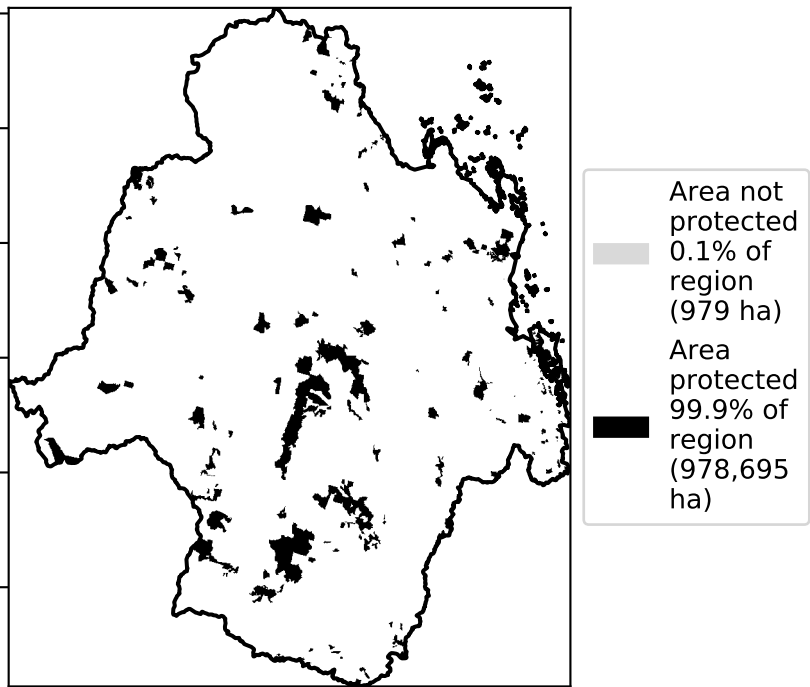 Area not
protected
0.1% of
region
(979 ha)
Area
protected
99.9% of
region
(978,695
ha)